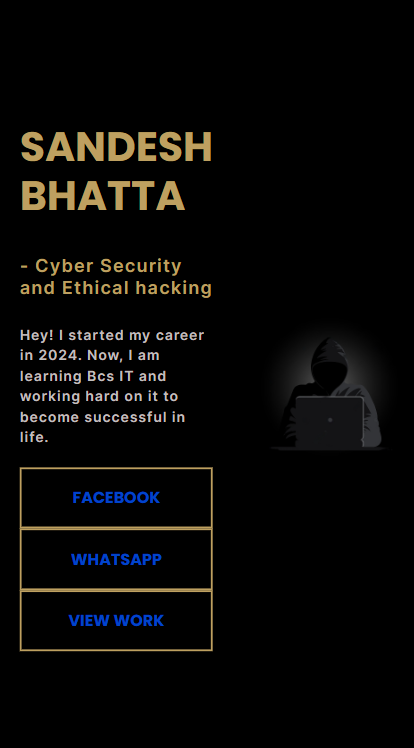 SANDESH
BHATTA
- Cyber Security
and Ethical hacking
Hey! I started my career
in 2024. Now, I am
learning Bcs IT and
working hard on it to
become successful in
life.
FACEBOOK
WHATSAPP
VIEW WORK